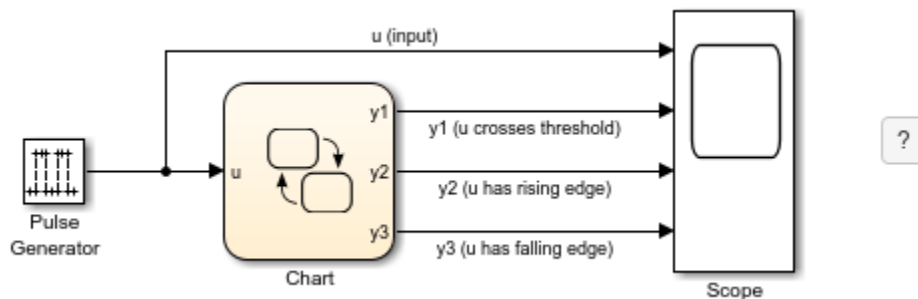 u (input)
y1
y1 (u crosses threshold)
?
u
y2
y2 (u has rising edge)
Pulse
Generator
y3
y3 (u has falling edge)
Chart
Scope